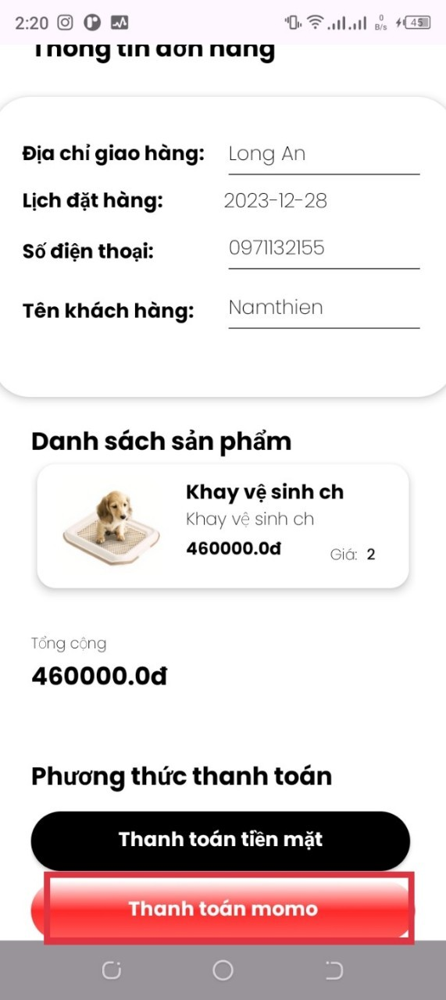 2:20
0
B/s
45
Thông tin đơn hàng
Địa chỉ giao hàng: Long An
Lịch đặt hàng: 2023-12-28
Số điện thoại: 0971132155
Tên khách hàng: Namthien
Danh sách sản phẩm
Khay vệ sinh ch
Khay vệ sinh ch
460000.0đ Giá: 2
Tổng cộng
460000.0đ
Phương thức thanh toán
Thanh toán tiền mặt
Thanh toán momo